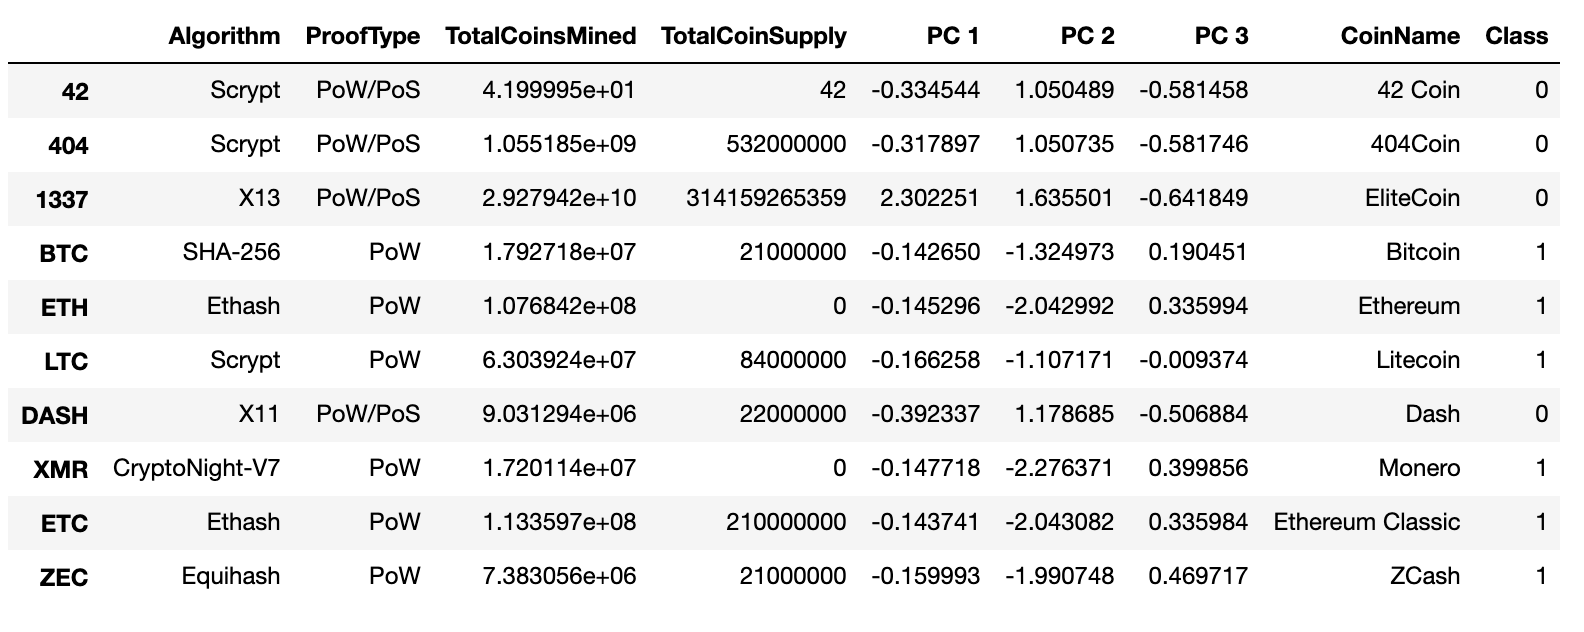 Algorithm ProofType TotalCoinsMined TotalCoinSupply PC 1 PC 2 PC 3 CoinName Class
42 Scrypt PoW/PoS 4.199995e+01 42 -0.334544 1.050489 -0.581458 42 Coin 0
404 Scrypt PoW/PoS 1.055185e+09 532000000 -0.317897 1.050735 -0.581746 404Coin 0
1337 X13 PoW/PoS 2.927942e+10 314159265359 2.302251 1.635501 -0.641849 EliteCoin 0
BTC SHA-256 PoW 1.792718e+07 21000000 -0.142650 -1.324973 0.190451 Bitcoin 1
ETH Ethash PoW 1.076842e+08 0 -0.145296 -2.042992 0.335994 Ethereum 1
LTC Scrypt PoW 6.303924e+07 84000000 -0.166258 -1.107171 -0.009374 Litecoin 1
DASH X11 PoW/PoS 9.031294e+06 22000000 -0.392337 1.178685 -0.506884 Dash 0
XMR CryptoNight-V7 PoW 1.720114e+07 0 -0.147718 -2.276371 0.399856 Monero 1
ETC Ethash PoW 1.133597e+08 210000000 -0.143741 -2.043082 0.335984 Ethereum Classic 1
ZEC Equihash PoW 7.383056e+06 21000000 -0.159993 -1.990748 0.469717 ZCash 1